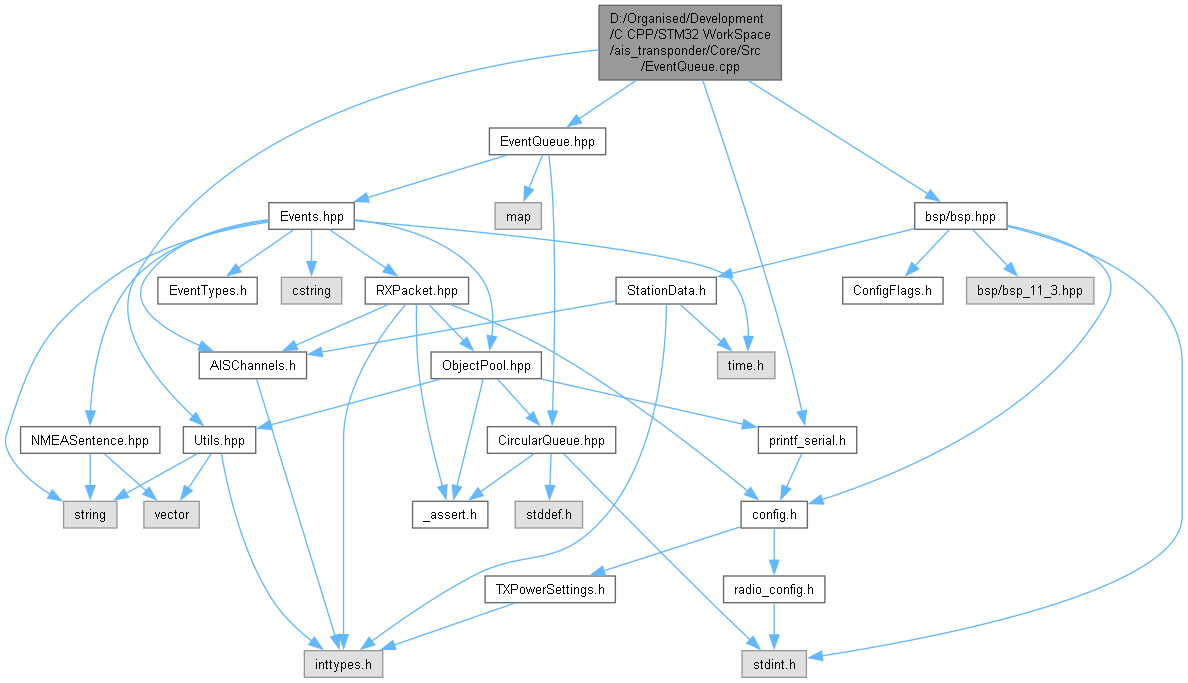 D:/Organised/Development
/C CPP/STM32 WorkSpace
/ais_transponder/Core/Src
/EventQueue.cpp
EventQueue.hpp
Events.hpp
map
bsp/bsp.hpp
EventTypes.h
cstring
RXPacket.hpp
StationData.h
ConfigFlags.h
bsp/bsp_11_3.hpp
AISChannels.h
ObjectPool.hpp
time.h
NMEASentence.hpp
Utils.hpp
CircularQueue.hpp
printf_serial.h
string
vector
_assert.h
stddef.h
config.h
TXPowerSettings.h
radio_config.h
inttypes.h
stdint.h